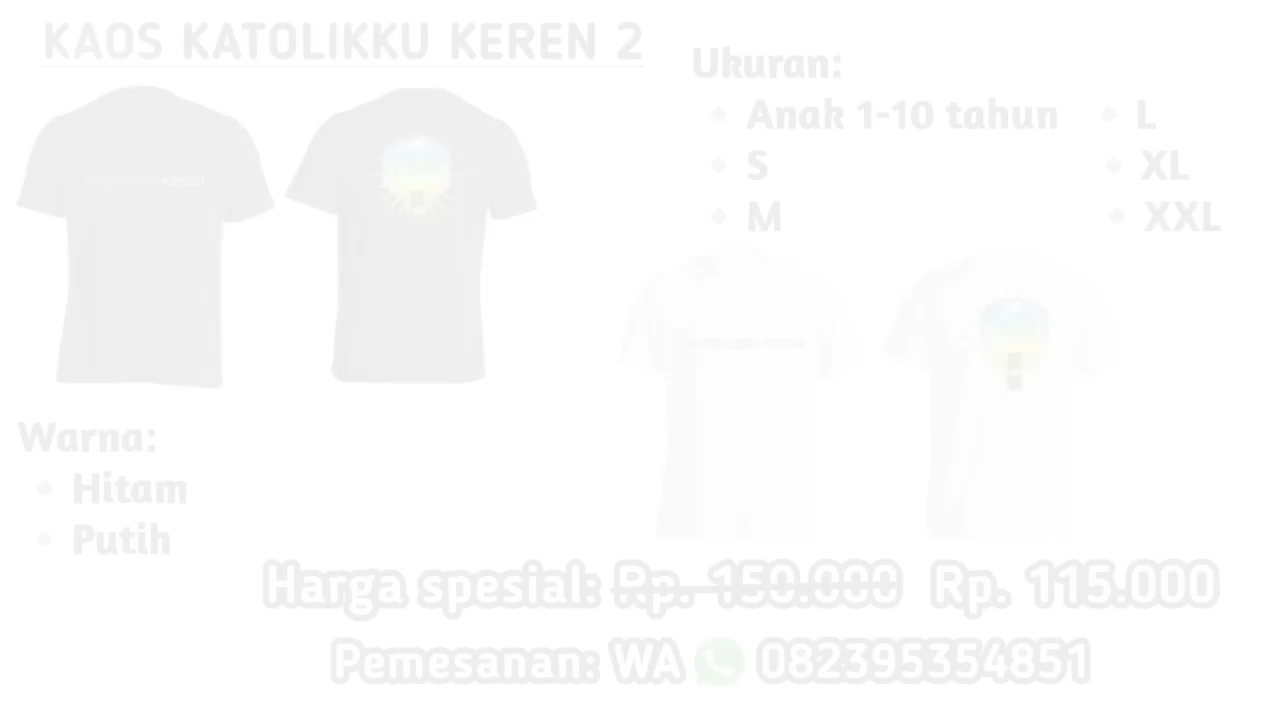 KAOS KATOLIKKU KEREN 2
Ukuran:
Anak 1-10 tahun
S
M
L
XL
XXL
Warna:
Hitam
Putih
Harga spesial: Rp. 150.000 Rp. 115.000
Pemesanan: WA 082395354851